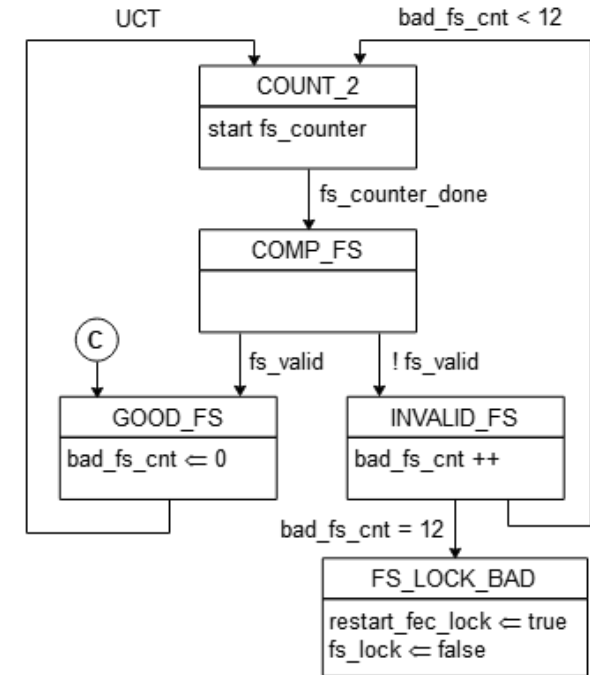 UCT
bad_fs_cnt < 12
COUNT_2
start fs_counter
fs_counter_done
COMP_FS
C
fs_valid
! fs_valid
GOOD_FS
bad_fs_cnt ⇐ 0
INVALID_FS
bad_fs_cnt ++
bad_fs_cnt = 12
FS_LOCK_BAD
restart_fec_lock ⇐ true
fs_lock ⇐ false